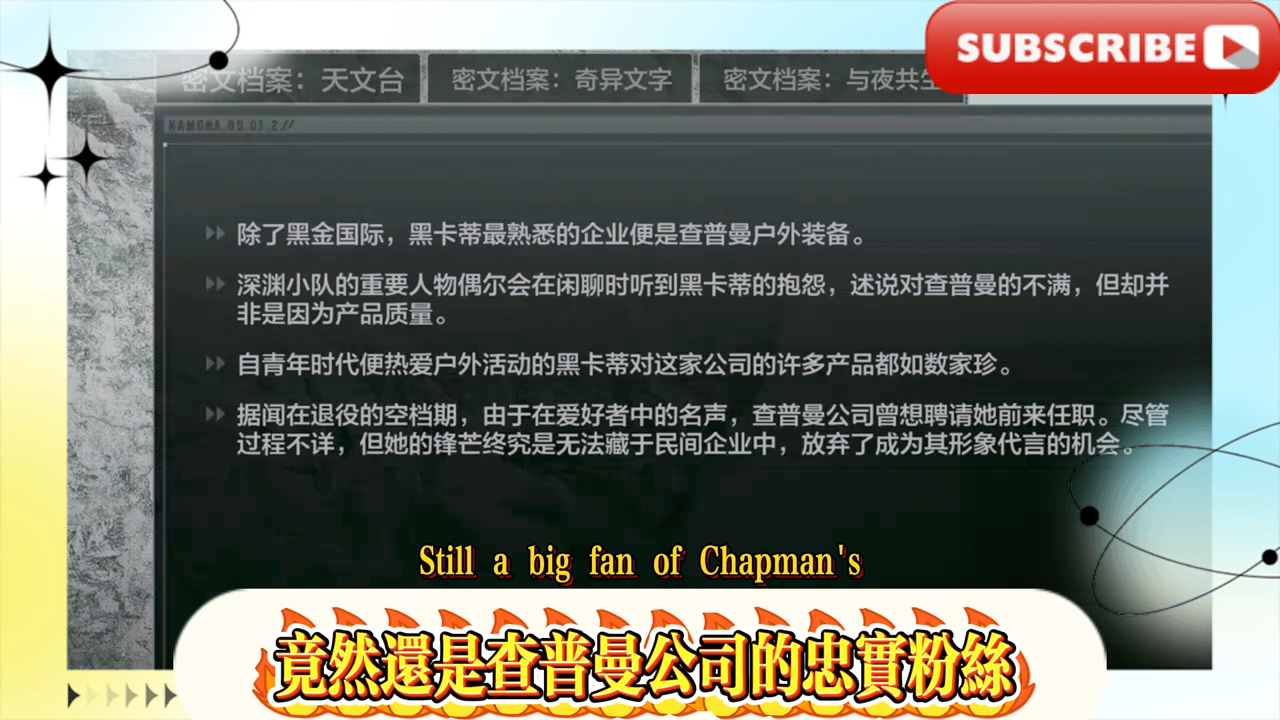 SUBSCRIBE
密文档案：天文台 密文档案：奇异文字 密文档案：与夜共生
除了黑金国际，黑卡蒂最熟悉的企业便是查普曼户外装备。
深渊小队的重要人物偶尔会在闲聊时听到黑卡蒂的抱怨，述说对查普曼的不满，但却并
非是因为产品质量。
自青年时代便热爱户外活动的黑卡蒂对这家公司的许多产品都如数家珍。
据闻在退役的空档期，由于在爱好者中的名声，查普曼公司曾想聘请她前来任职。尽管
过程不详，但她的锋芒终究是无法藏于民间企业中，放弃了成为其形象代言的机会。
Still a big fan of Chapman's
竟然還是查普曼公司的忠實粉絲